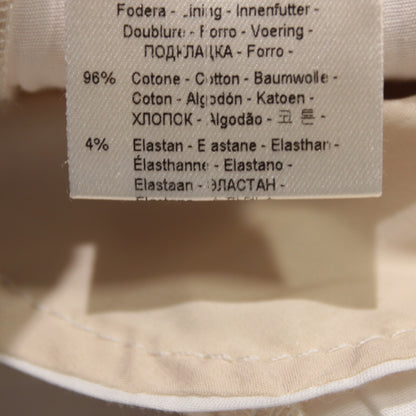 Fodera - Lining - Innenfutter -
Doublure - Forro - Voering -
ПОДКЛАДКА - Forro -
96% Cotone - Cotton - Baumwolle -
Coton - Algodón - Katoen -
ХЛОПОК - Algodão - 코 튼 -
4% Elastan - Elastane - Elasthan -
Élasthanne - Elastano -
Elastaan - ЭЛАСТАН -